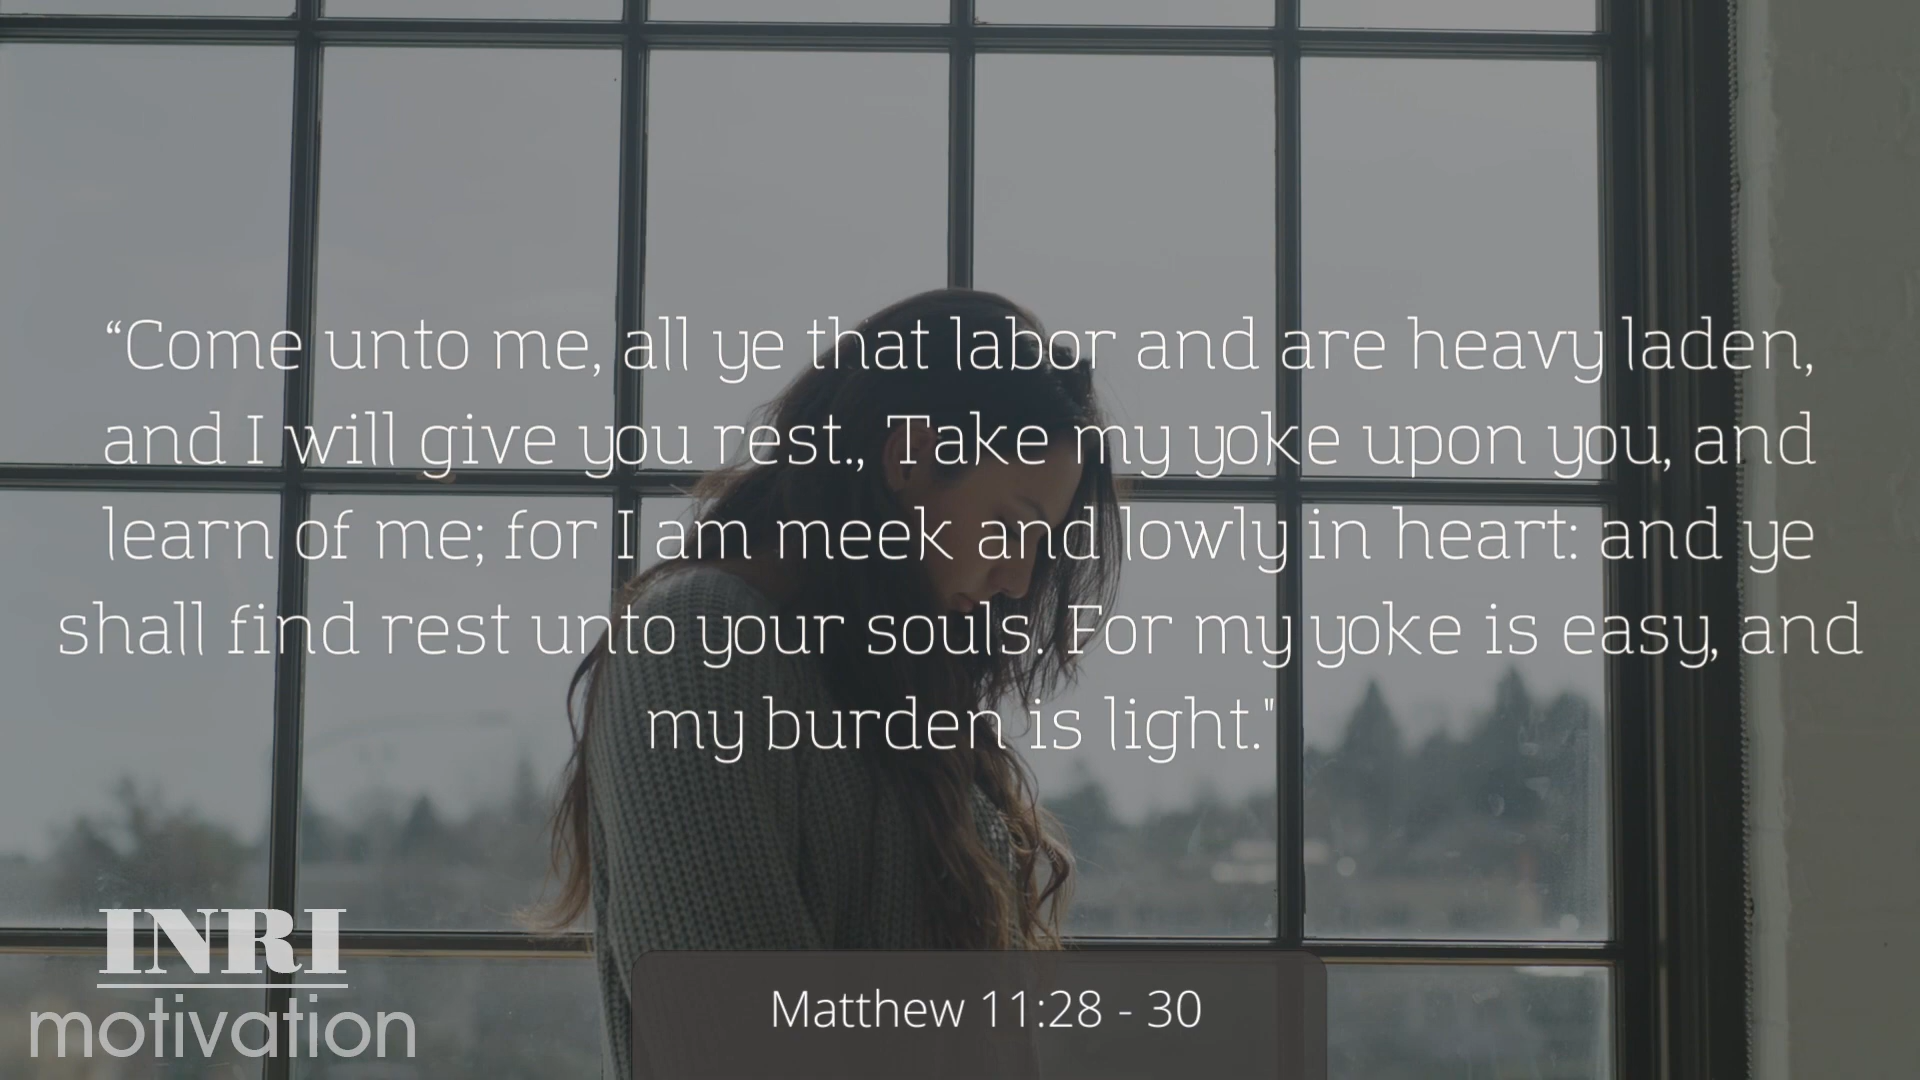 “Come unto me, all ye that labor and are heavy laden,
and I will give you rest., Take my yoke upon you, and
learn of me; for I am meek and lowly in heart: and ye
shall find rest unto your souls. For my yoke is easy, and
my burden is light."
INRI
motivation
Matthew 11:28 - 30